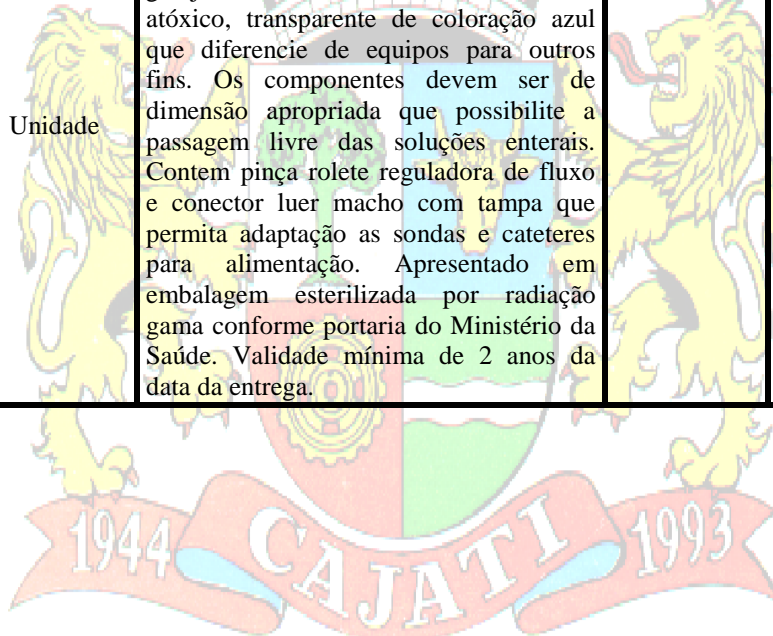 atóxico, transparente de coloração azul
que diferencie de equipos para outros
fins. Os componentes devem ser de
dimensão apropriada que possibilite a
Unidade
passagem livre das soluções enterais.
Contem pinça rolete reguladora de fluxo
e conector luer macho com tampa que
permita adaptação as sondas e cateteres
para alimentação. Apresentado em
embalagem esterilizada por radiação
gama conforme portaria do Ministério da
Saúde. Validade mínima de 2 anos da
data da entrega.
1944 CAJATI 1993